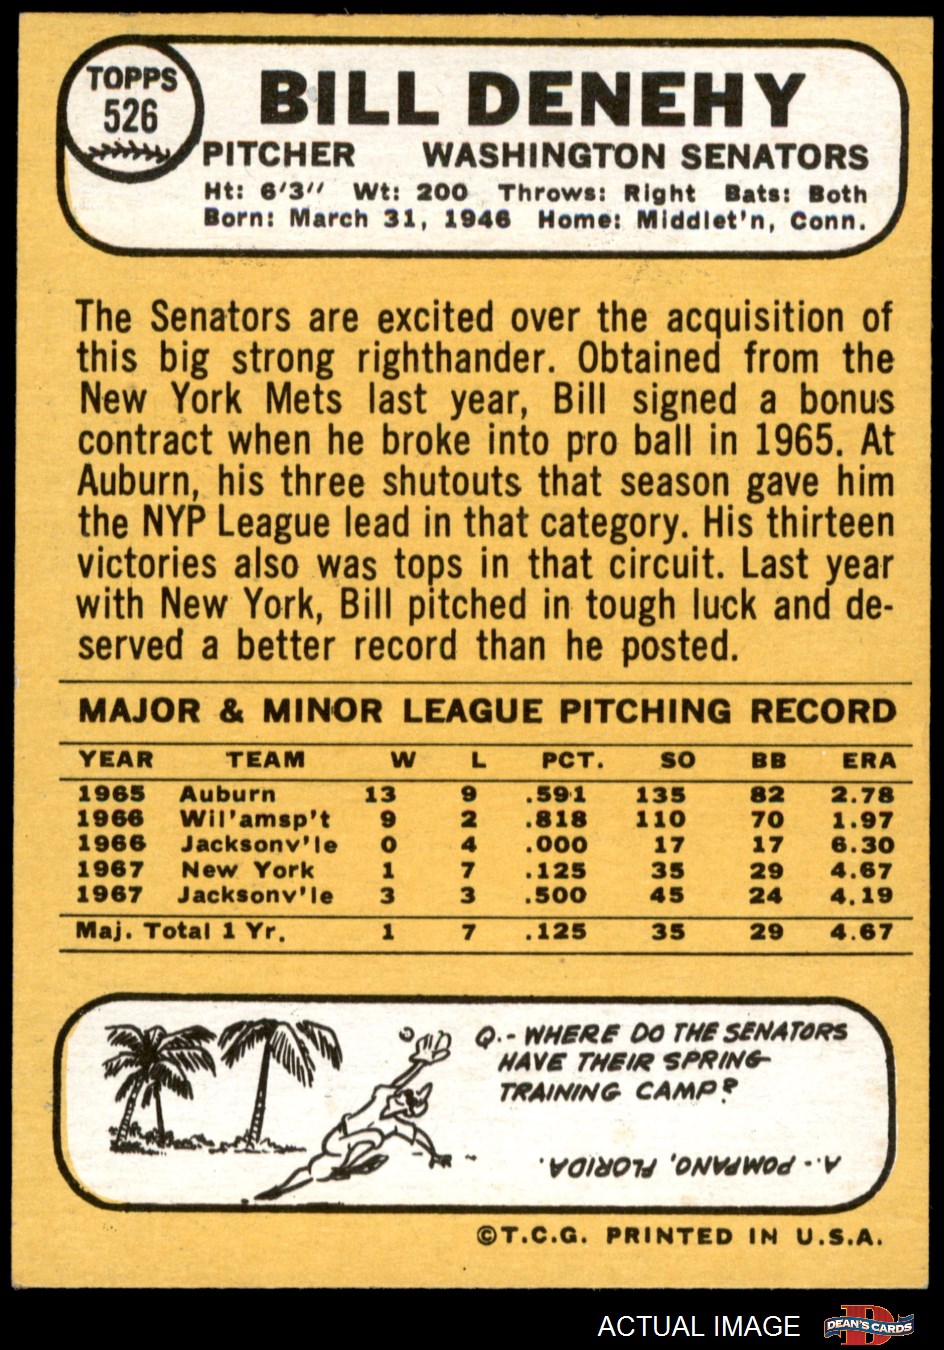 TOPPS
526
BILL DENEHY
PITCHER WASHINGTON SENATORS
Ht: 6'3" Wt: 200 Throws: Right Bats: Both
Born: March 31, 1946 Home: Middlet'n, Conn.
The Senators are excited over the acquisition of
this big strong righthander. Obtained from the
New York Mets last year, Bill signed a bonus
contract when he broke into pro ball in 1965. At
Auburn, his three shutouts that season gave him
the NYP League lead in that category. His thirteen
victories also was tops in that circuit. Last year
with New York, Bill pitched in tough luck and de-
served a better record than he posted.
MAJOR & MINOR LEAGUE PITCHING RECORD
YEAR TEAM W L PCT. SO BB ERA
1965 Auburn 13 9 .591 135 82 2.78
1966 Wil'amsp't 9 2 .818 110 70 1.97
1966 Jacksonv'le 0 4 .000 17 17 6.30
1967 New York 1 7 .125 35 29 4.67
1967 Jacksonv'le 3 3 .500 45 24 4.19
Maj. Total 1 Yr. 1 7 .125 35 29 4.67
Q.- WHERE DO THE SENATORS
HAVE THEIR SPRING
TRAINING CAMP?
A.- POMPANO, FLORIDA.
©T.C.G. PRINTED IN U.S.A.
ACTUAL IMAGE
DEAN'S CARDS